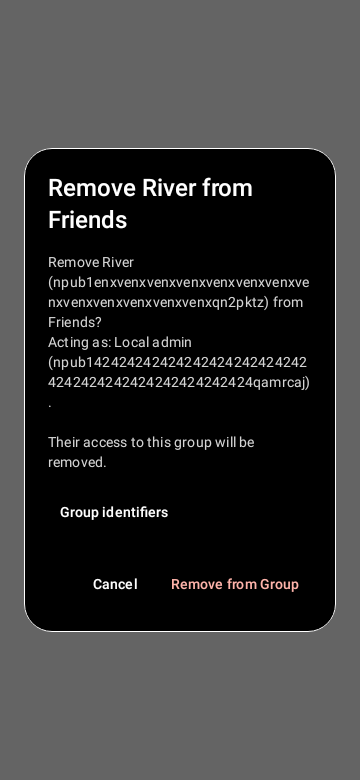 Remove River from
Friends
Remove River
(npub1enxvenxvenxvenxvenxvenxvenxve
nxvenxvenxvenxvenxvenxqn2pktz) from
Friends?
Acting as: Local admin
(npub1424242424242424242424242424242
424242424242424242424242424qamrcaj)
.
Their access to this group will be
removed.
Group identifiers
Cancel
Remove from Group